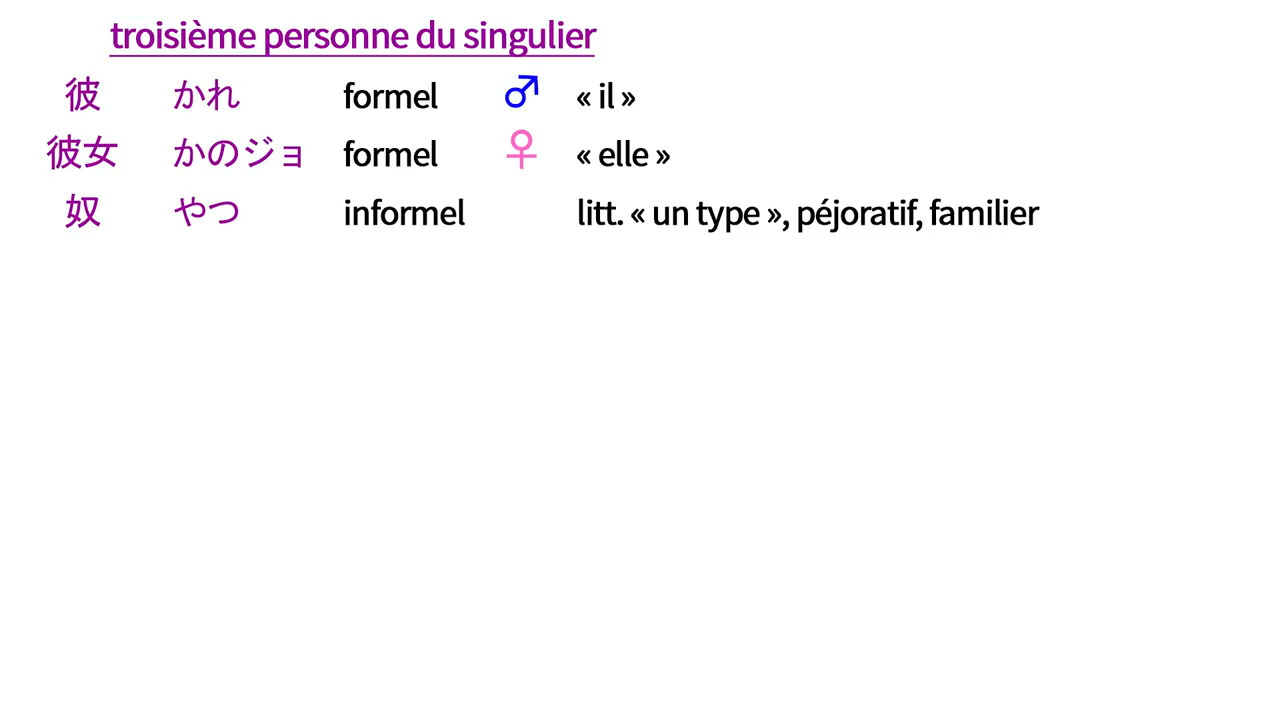 troisième personne du singulier
彼 かれ formel ♂ « il »
彼女 かのジョ formel ♀ « elle »
奴 やつ informel litt. « un type », péjoratif, familier